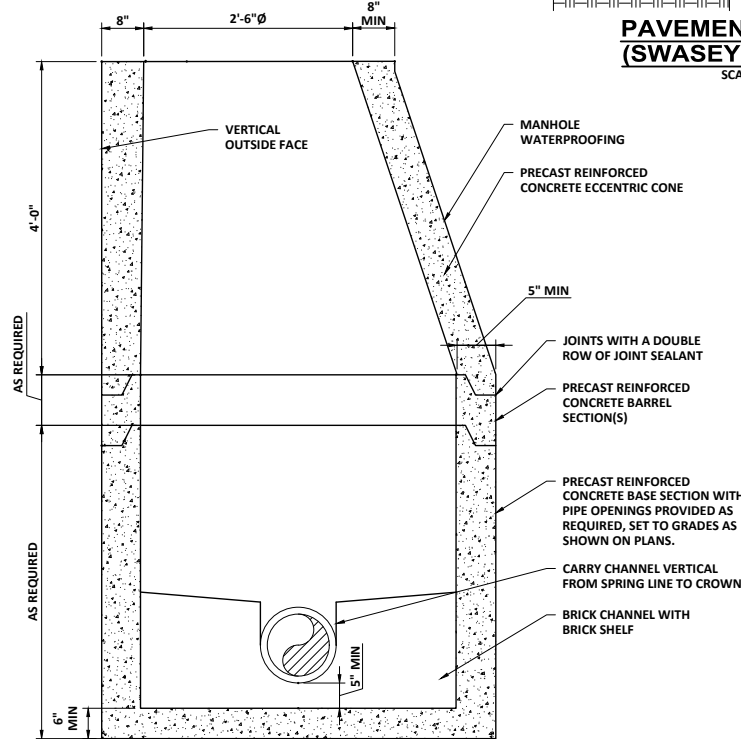 8"
2'-6"Ø
8"
MIN
PAVEMEN
(SWASEY
SCA
VERTICAL
OUTSIDE FACE
MANHOLE
WATERPROOFING
PRECAST REINFORCED
CONCRETE ECCENTRIC CONE
4'-0"
5" MIN
JOINTS WITH A DOUBLE
ROW OF JOINT SEALANT
AS REQUIRED
PRECAST REINFORCED
CONCRETE BARREL
SECTION(S)
PRECAST REINFORCED
CONCRETE BASE SECTION WITH
PIPE OPENINGS PROVIDED AS
REQUIRED, SET TO GRADES AS
SHOWN ON PLANS.
AS REQUIRED
CARRY CHANNEL VERTICAL
FROM SPRING LINE TO CROWN
BRICK CHANNEL WITH
BRICK SHELF
5" MIN
6"
MIN